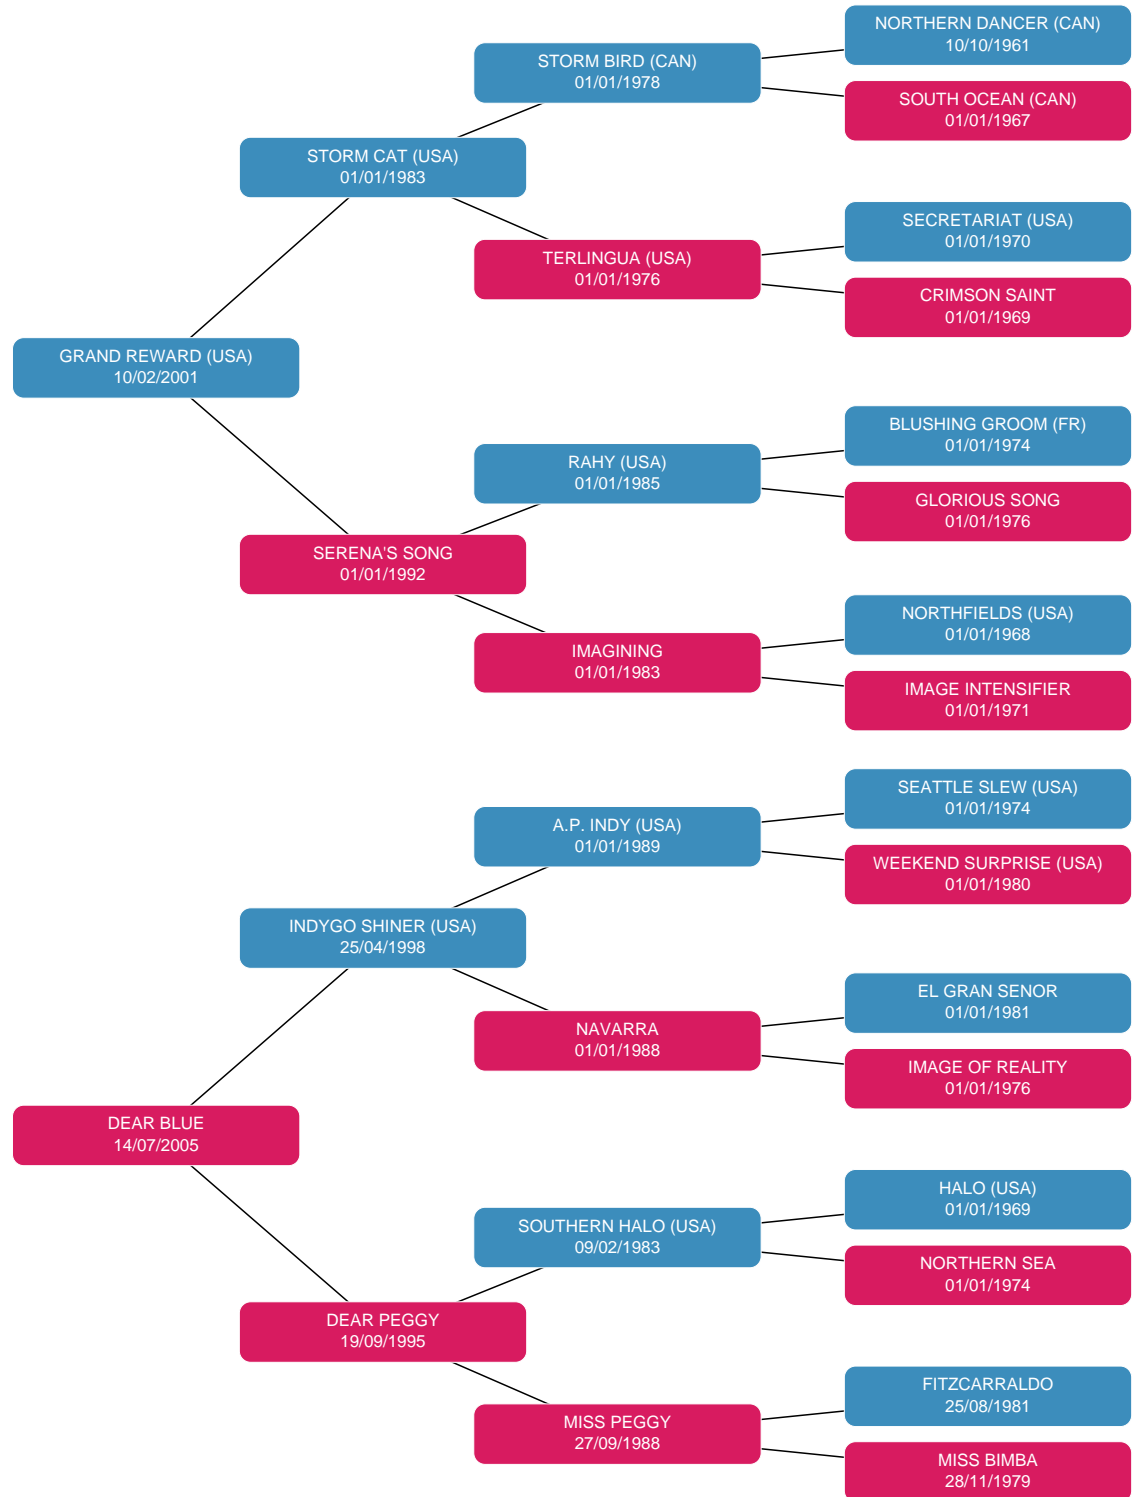 NORTHERN DANCER (CAN)
10/10/1961
STORM BIRD (CAN)
01/01/1978
SOUTH OCEAN (CAN)
01/01/1967
STORM CAT (USA)
01/01/1983
SECRETARIAT (USA)
01/01/1970
TERLINGUA (USA)
01/01/1976
CRIMSON SAINT
01/01/1969
GRAND REWARD (USA)
10/02/2001
BLUSHING GROOM (FR)
01/01/1974
RAHY (USA)
01/01/1985
GLORIOUS SONG
01/01/1976
SERENA'S SONG
01/01/1992
NORTHFIELDS (USA)
01/01/1968
IMAGINING
01/01/1983
IMAGE INTENSIFIER
01/01/1971
SEATTLE SLEW (USA)
01/01/1974
A.P. INDY (USA)
01/01/1989
WEEKEND SURPRISE (USA)
01/01/1980
INDYGO SHINER (USA)
25/04/1998
EL GRAN SENOR
01/01/1981
NAVARRA
01/01/1988
IMAGE OF REALITY
01/01/1976
DEAR BLUE
14/07/2005
HALO (USA)
01/01/1969
SOUTHERN HALO (USA)
09/02/1983
NORTHERN SEA
01/01/1974
DEAR PEGGY
19/09/1995
FITZCARRALDO
25/08/1981
MISS PEGGY
27/09/1988
MISS BIMBA
28/11/1979